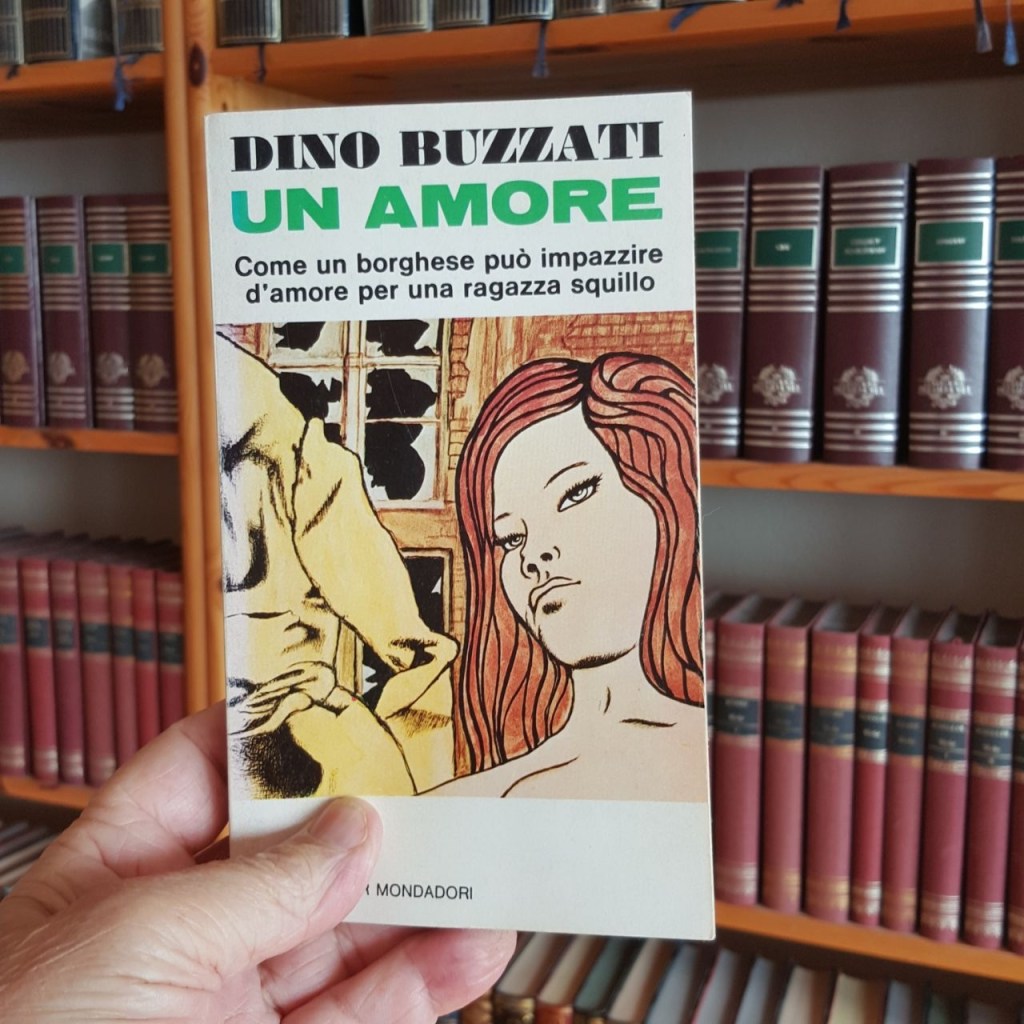 DINO BUZZATI
UN AMORE
Come un borghese può impazzire
d'amore per una ragazza squillo
R MONDADORI